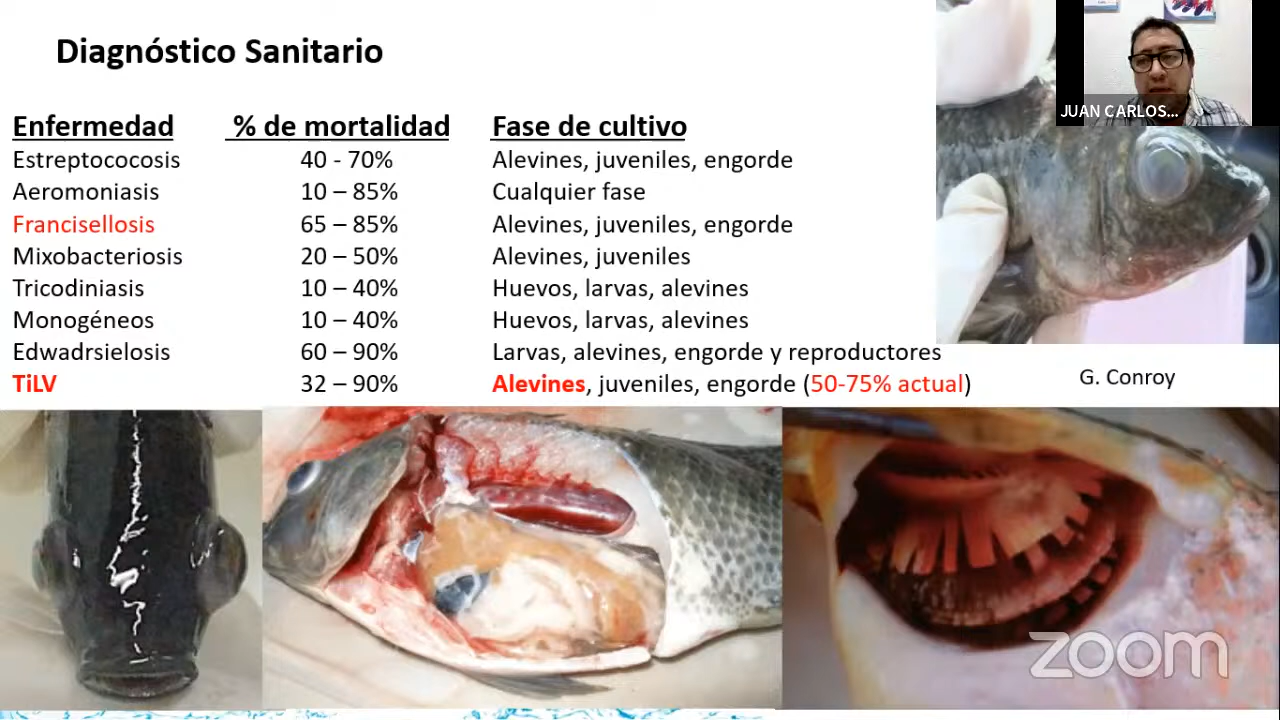 Diagnóstico Sanitario
JUAN CARLOS...
Enfermedad % de mortalidad Fase de cultivo
Estreptococosis 40 - 70% Alevines, juveniles, engorde
Aeromoniasis 10 – 85% Cualquier fase
Francisellosis 65 – 85% Alevines, juveniles, engorde
Mixobacteriosis 20 – 50% Alevines, juveniles
Tricodiniasis 10 – 40% Huevos, larvas, alevines
Monogéneos 10 – 40% Huevos, larvas, alevines
Edwadrsielosis 60 – 90% Larvas, alevines, engorde y reproductores
TiLV 32 – 90% Alevines, juveniles, engorde (50-75% actual)
G. Conroy
zoom